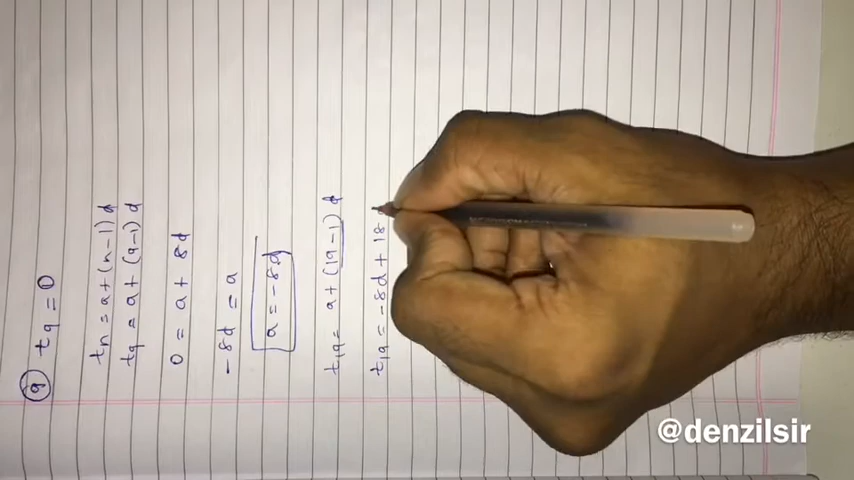 9 t₉ = 0
tₙ = a + (n-1) d
t₉ = a + (9-1) d
0 = a + 8d
- 8d = a
a = - 8d
t₁₉ = a + (19-1) d
t₁₉ = - 8d + 18
@denzilsir